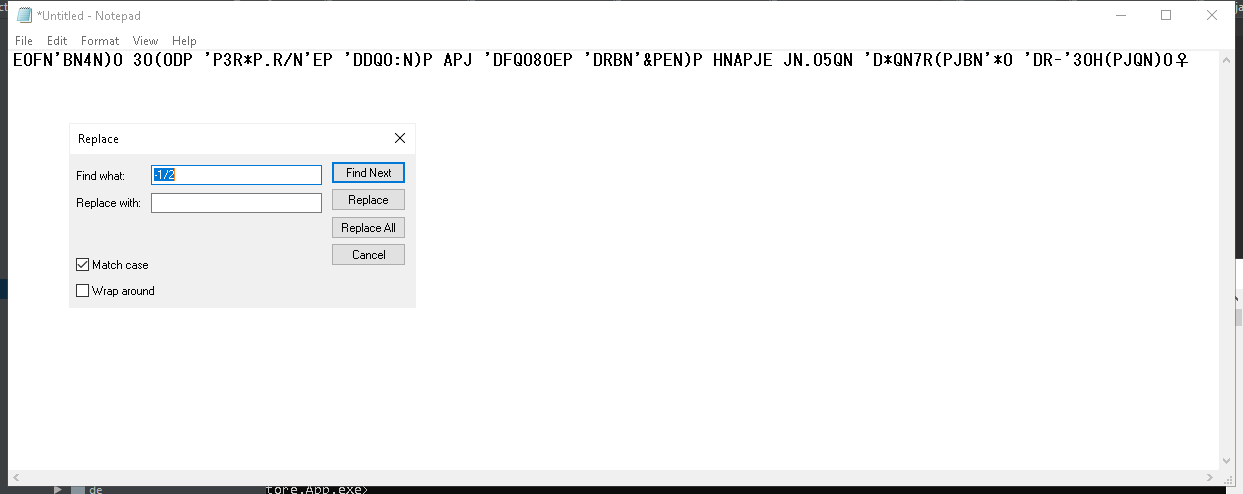 *Untitled - Notepad
File Edit Format View Help
EOFN'BN4N)O 3O(ODP 'P3R*P.R/N'EP 'DDQO:N)P APJ 'DFQO8OEP 'DRBN'&PEN)P HNAPJE JN.O5QN 'D*QN7R(PJBN'*O 'DR-'3OH(PJQN)O♀
Replace
Find what: -1/2
Find Next
Replace with:
Replace
Replace All
Cancel
Match case
Wrap around
de
tore.App.exe>